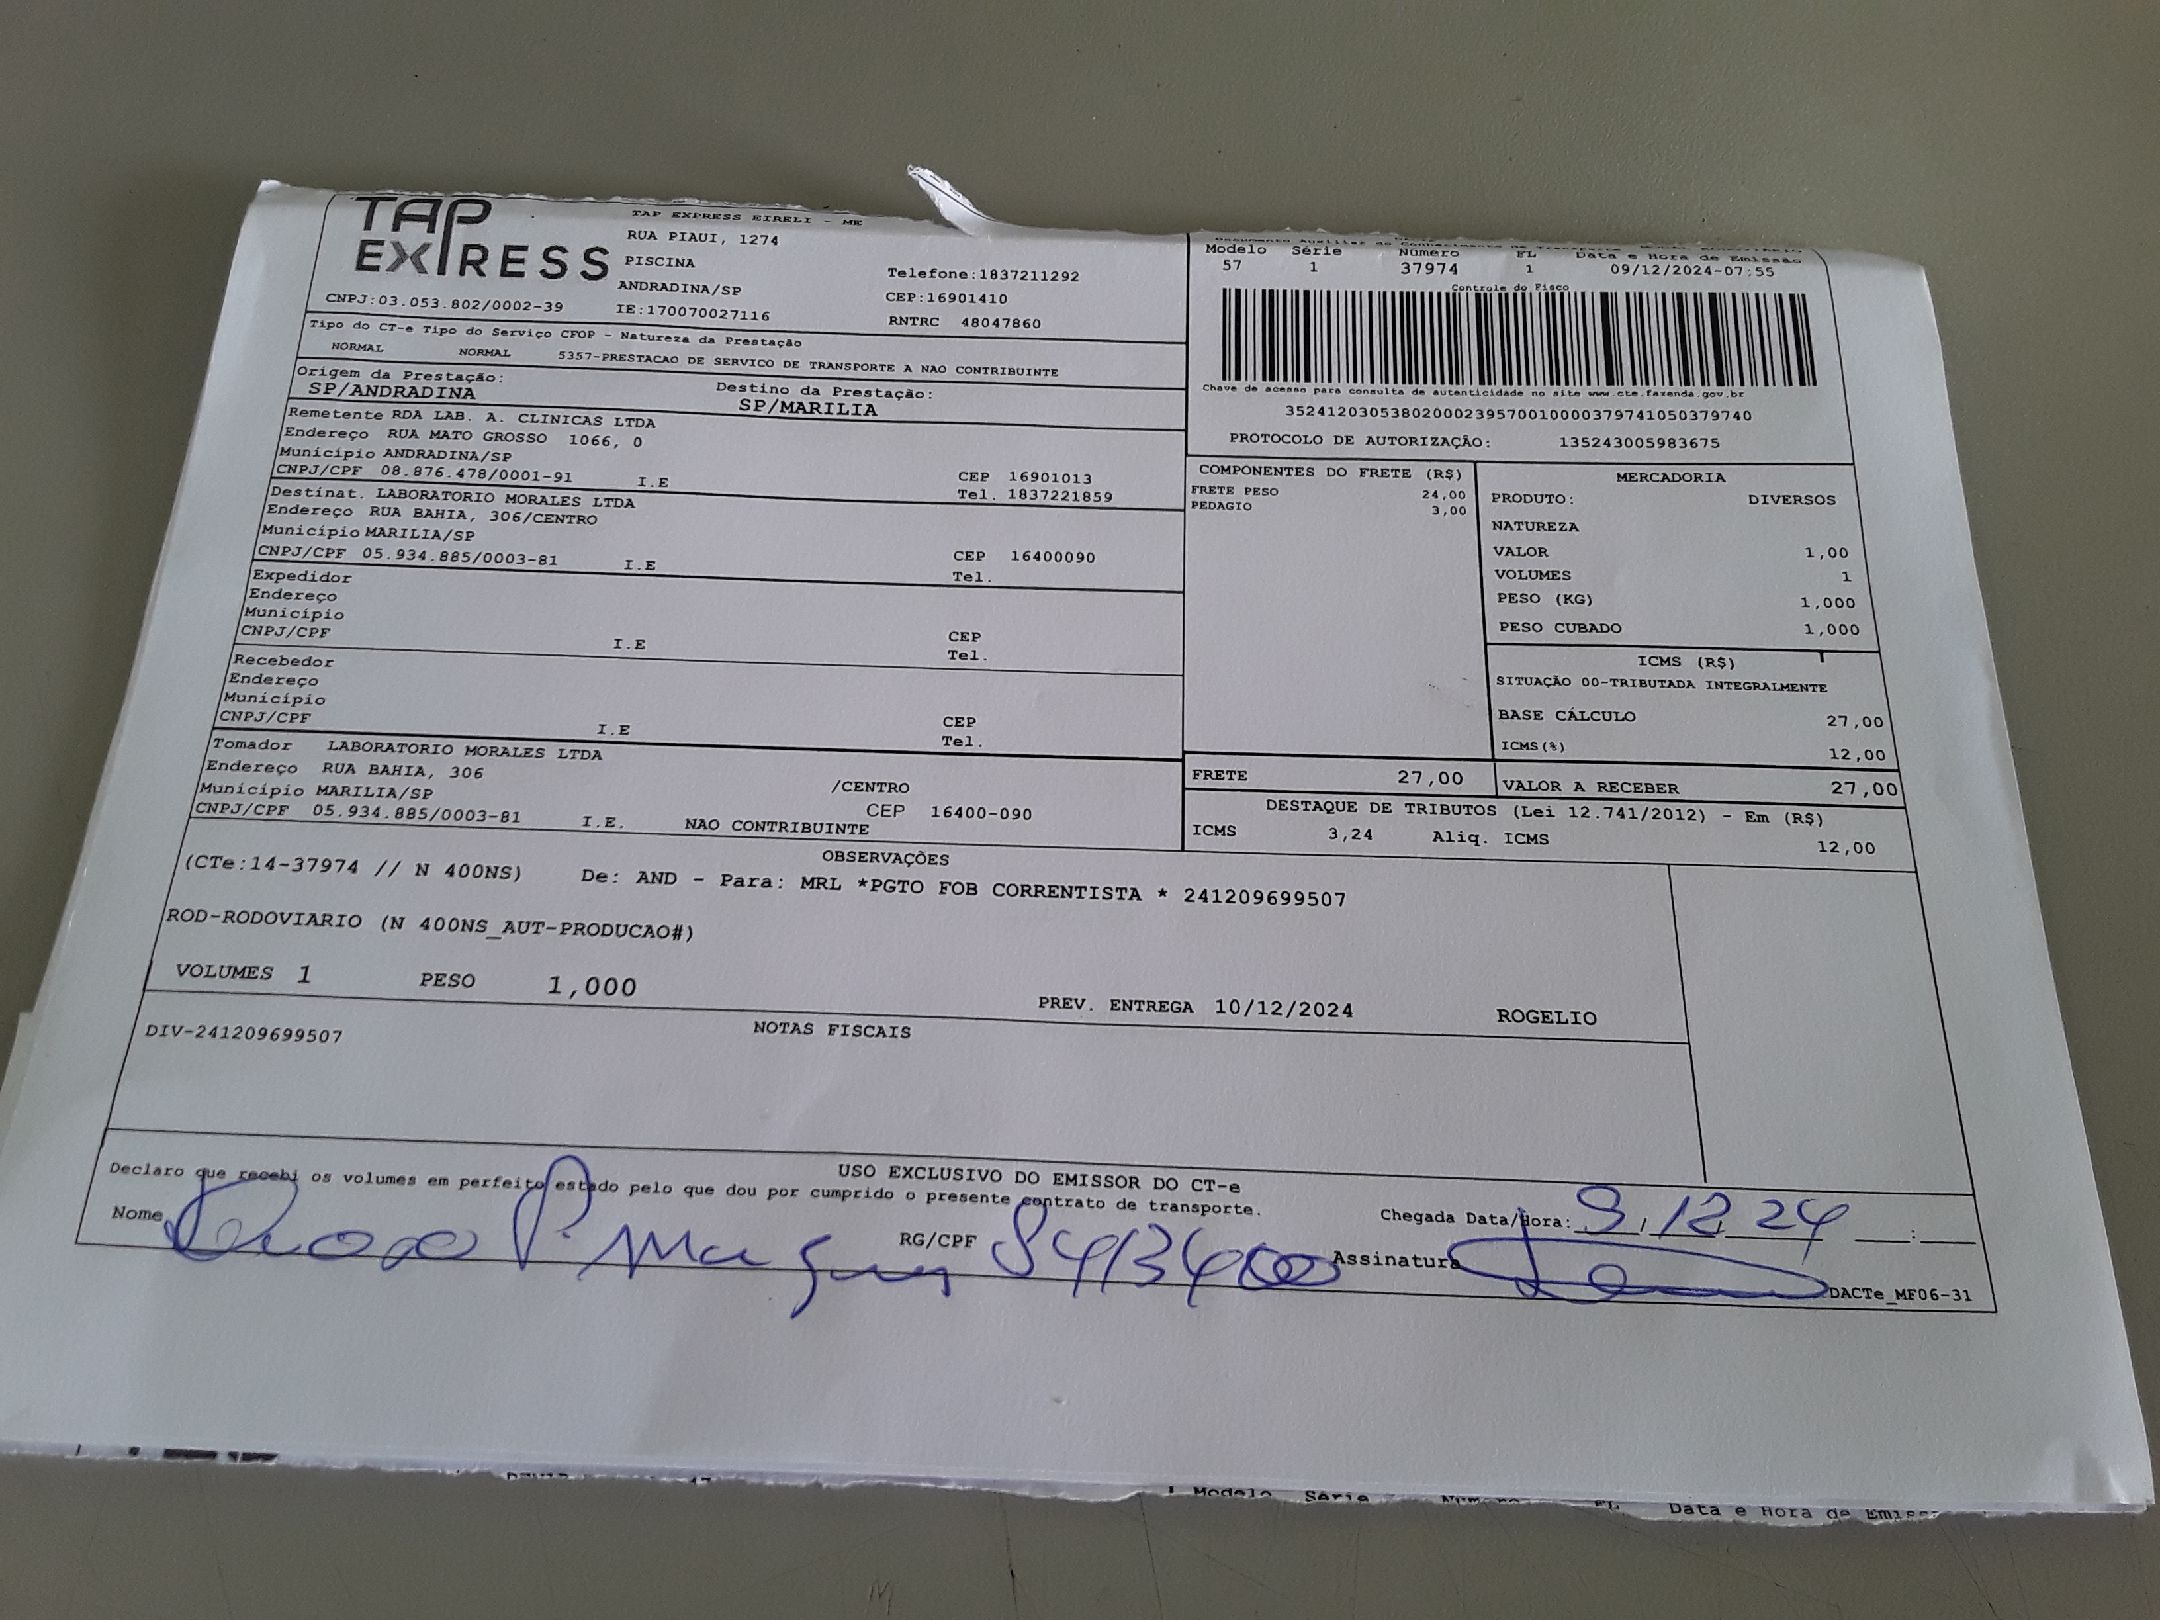 TAP
EXPRESS
TAP EXPRESS EIRELI - ME
RUA PIAUI, 1274
PISCINA
Telefone:1837211292
ANDRADINA/SP
CEP:16901410
CNPJ:03.053.802/0002-39
IE:170070027116
RNTRC 48047860
Modelo Série Número FL Data e Hora de Emissão
57 1 37974 1 09/12/2024-07:55
Controle do Fisco
Chave de acesso para consulta de autenticidade no site www.cte.fazenda.gov.br
35241203053802000239570010000379741050379740
PROTOCOLO DE AUTORIZAÇÃO: 135243005983675
Tipo do CT-e Tipo do Serviço CFOP - Natureza da Prestação
NORMAL NORMAL 5357-PRESTACAO DE SERVICO DE TRANSPORTE A NAO CONTRIBUINTE
Origem da Prestação: Destino da Prestação:
SP/ANDRADINA SP/MARILIA
Remetente RDA LAB. A. CLINICAS LTDA
Endereço RUA MATO GROSSO 1066, 0
Município ANDRADINA/SP CEP 16901013
CNPJ/CPF 08.876.478/0001-91 I.E Tel. 1837221859
Destinat. LABORATORIO MORALES LTDA
Endereço RUA BAHIA, 306/CENTRO
Município MARILIA/SP CEP 16400090
CNPJ/CPF 05.934.885/0003-81 I.E Tel.
Expedidor
Endereço
Município CEP
CNPJ/CPF I.E Tel.
Recebedor
Endereço
Município CEP
CNPJ/CPF I.E Tel.
Tomador LABORATORIO MORALES LTDA
Endereço RUA BAHIA, 306 /CENTRO
Município MARILIA/SP CEP 16400-090
CNPJ/CPF 05.934.885/0003-81 I.E. NAO CONTRIBUINTE
COMPONENTES DO FRETE (R$)
FRETE PESO 24,00
PEDAGIO 3,00
MERCADORIA
PRODUTO: DIVERSOS
NATUREZA
VALOR 1,00
VOLUMES 1
PESO (KG) 1,000
PESO CUBADO 1,000
ICMS (R$)
SITUAÇÃO 00-TRIBUTADA INTEGRALMENTE
BASE CÁLCULO 27,00
ICMS(%) 12,00
FRETE 27,00 VALOR A RECEBER 27,00
DESTAQUE DE TRIBUTOS (Lei 12.741/2012) - Em (R$)
ICMS 3,24 Aliq. ICMS 12,00
OBSERVAÇÕES
(CTe:14-37974 // N 400NS) De: AND - Para: MRL *PGTO FOB CORRENTISTA * 241209699507
ROD-RODOVIARIO (N 400NS_AUT-PRODUCAO#)
VOLUMES 1 PESO 1,000 PREV. ENTREGA 10/12/2024 ROGELIO
NOTAS FISCAIS
DIV-241209699507
USO EXCLUSIVO DO EMISSOR DO CT-e
Declaro que recebi os volumes em perfeito estado pelo que dou por cumprido o presente contrato de transporte.
Chegada Data/Hora: 9/12/24 :
Nome RG/CPF Assinatura
DACTe_MF06-31
Modelo Série Data e Hora de